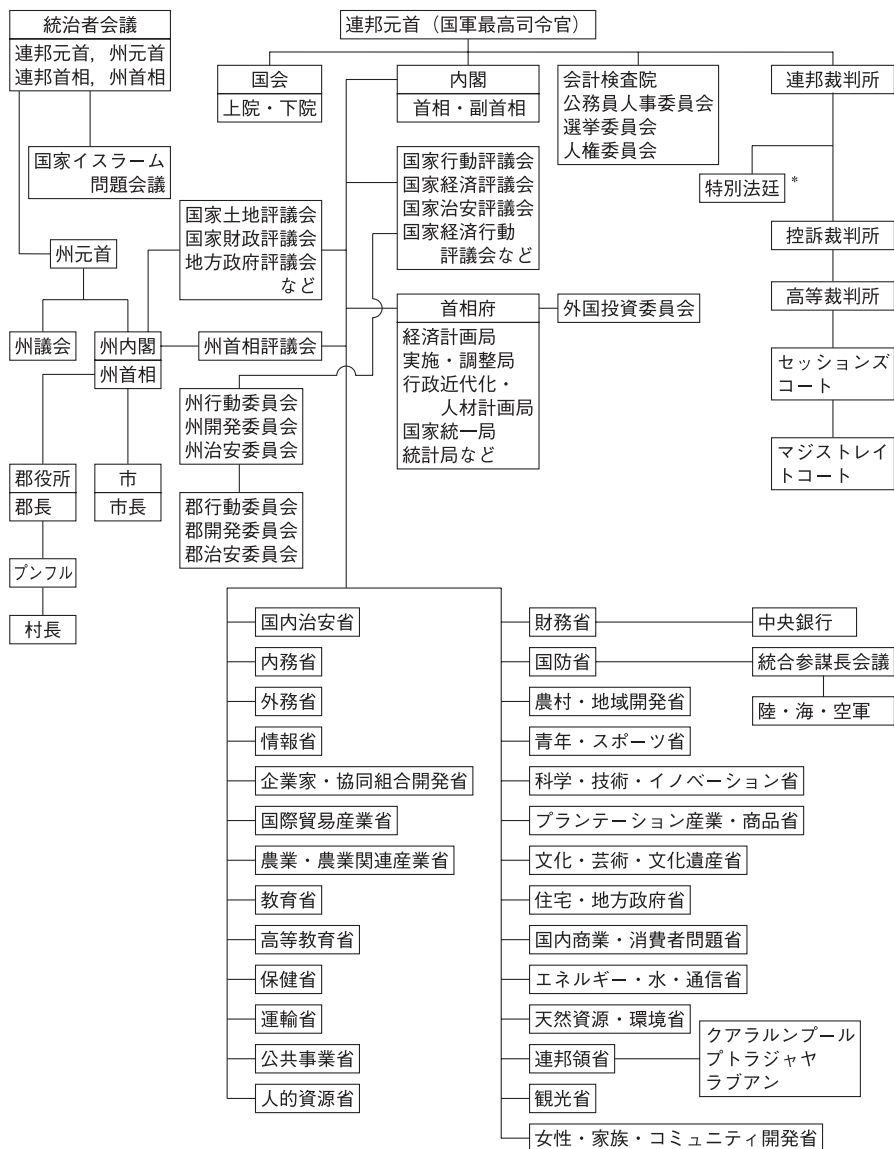 統治者会議
連邦元首，州元首
連邦首相，州首相
国家イスラーム
問題会議
連邦元首（国軍最高司令官）
国会
上院・下院
内閣
首相・副首相
会計検査院
公務員人事委員会
選挙委員会
人権委員会
連邦裁判所
特別法廷*
控訴裁判所
高等裁判所
セッションズ
コート
マジストレイ
トコート
国家行動評議会
国家経済評議会
国家治安評議会
国家経済行動
評議会など
国家土地評議会
国家財政評議会
地方政府評議会
など
州元首
州議会
州内閣
州首相
州首相評議会
首相府
経済計画局
実施・調整局
行政近代化・
人材計画局
国家統一局
統計局など
外国投資委員会
州行動委員会
州開発委員会
州治安委員会
郡行動委員会
郡開発委員会
郡治安委員会
郡役所
郡長
市
市長
プンフル
村長
国内治安省
内務省
外務省
情報省
企業家・協同組合開発省
国際貿易産業省
農業・農業関連産業省
教育省
高等教育省
保健省
運輸省
公共事業省
人的資源省
財務省
中央銀行
国防省
統合参謀長会議
陸・海・空軍
農村・地域開発省
青年・スポーツ省
科学・技術・イノベーション省
プランテーション産業・商品省
文化・芸術・文化遺産省
住宅・地方政府省
国内商業・消費者問題省
エネルギー・水・通信省
天然資源・環境省
連邦領省
クアラルンプール
プトラジャヤ
ラブアン
観光省
女性・家族・コミュニティ開発省